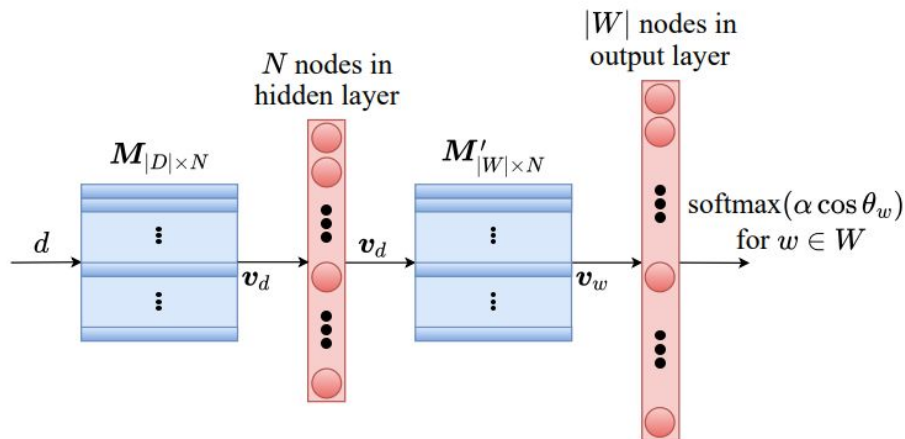 |W| nodes in
output layer
N nodes in
hidden layer
M_{|D|×N}
M'_{|W|×N}
softmax(α cos θ_w)
for w ∈ W
d
v_d
v_d
v_w